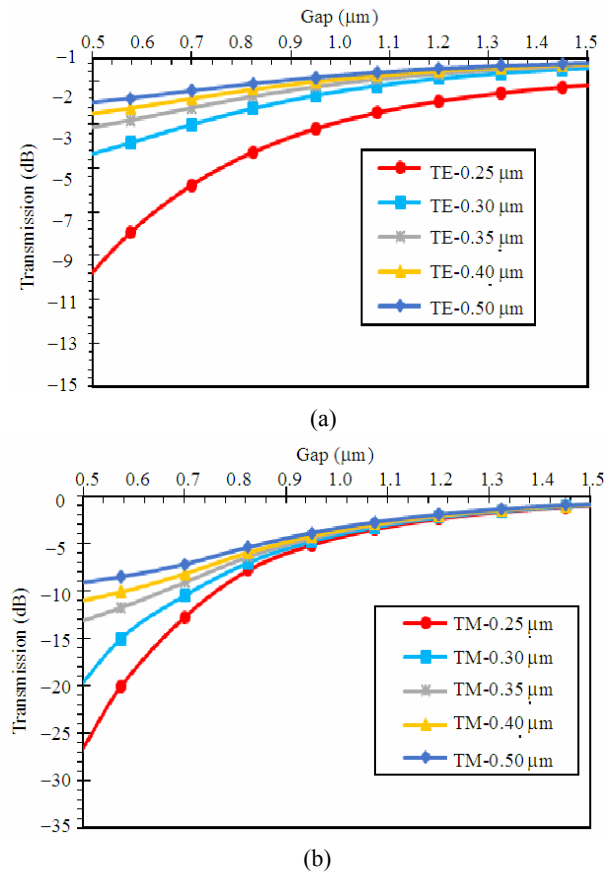 Gap (μm)
0.5 0.6 0.7 0.8 0.9 1.0 1.1 1.2 1.3 1.4 1.5
−1
−2
−3
−5
−7
−9
−11
−13
−15
Transmission (dB)
TE-0.25 μm
TE-0.30 μm
TE-0.35 μm
TE-0.40 μm
TE-0.50 μm
(a)
Gap (μm)
0.5 0.6 0.7 0.8 0.9 1.0 1.1 1.2 1.3 1.4 1.5
0
−5
−10
−15
−20
−25
−30
−35
Transmission (dB)
TM-0.25 μm
TM-0.30 μm
TM-0.35 μm
TM-0.40 μm
TM-0.50 μm
(b)